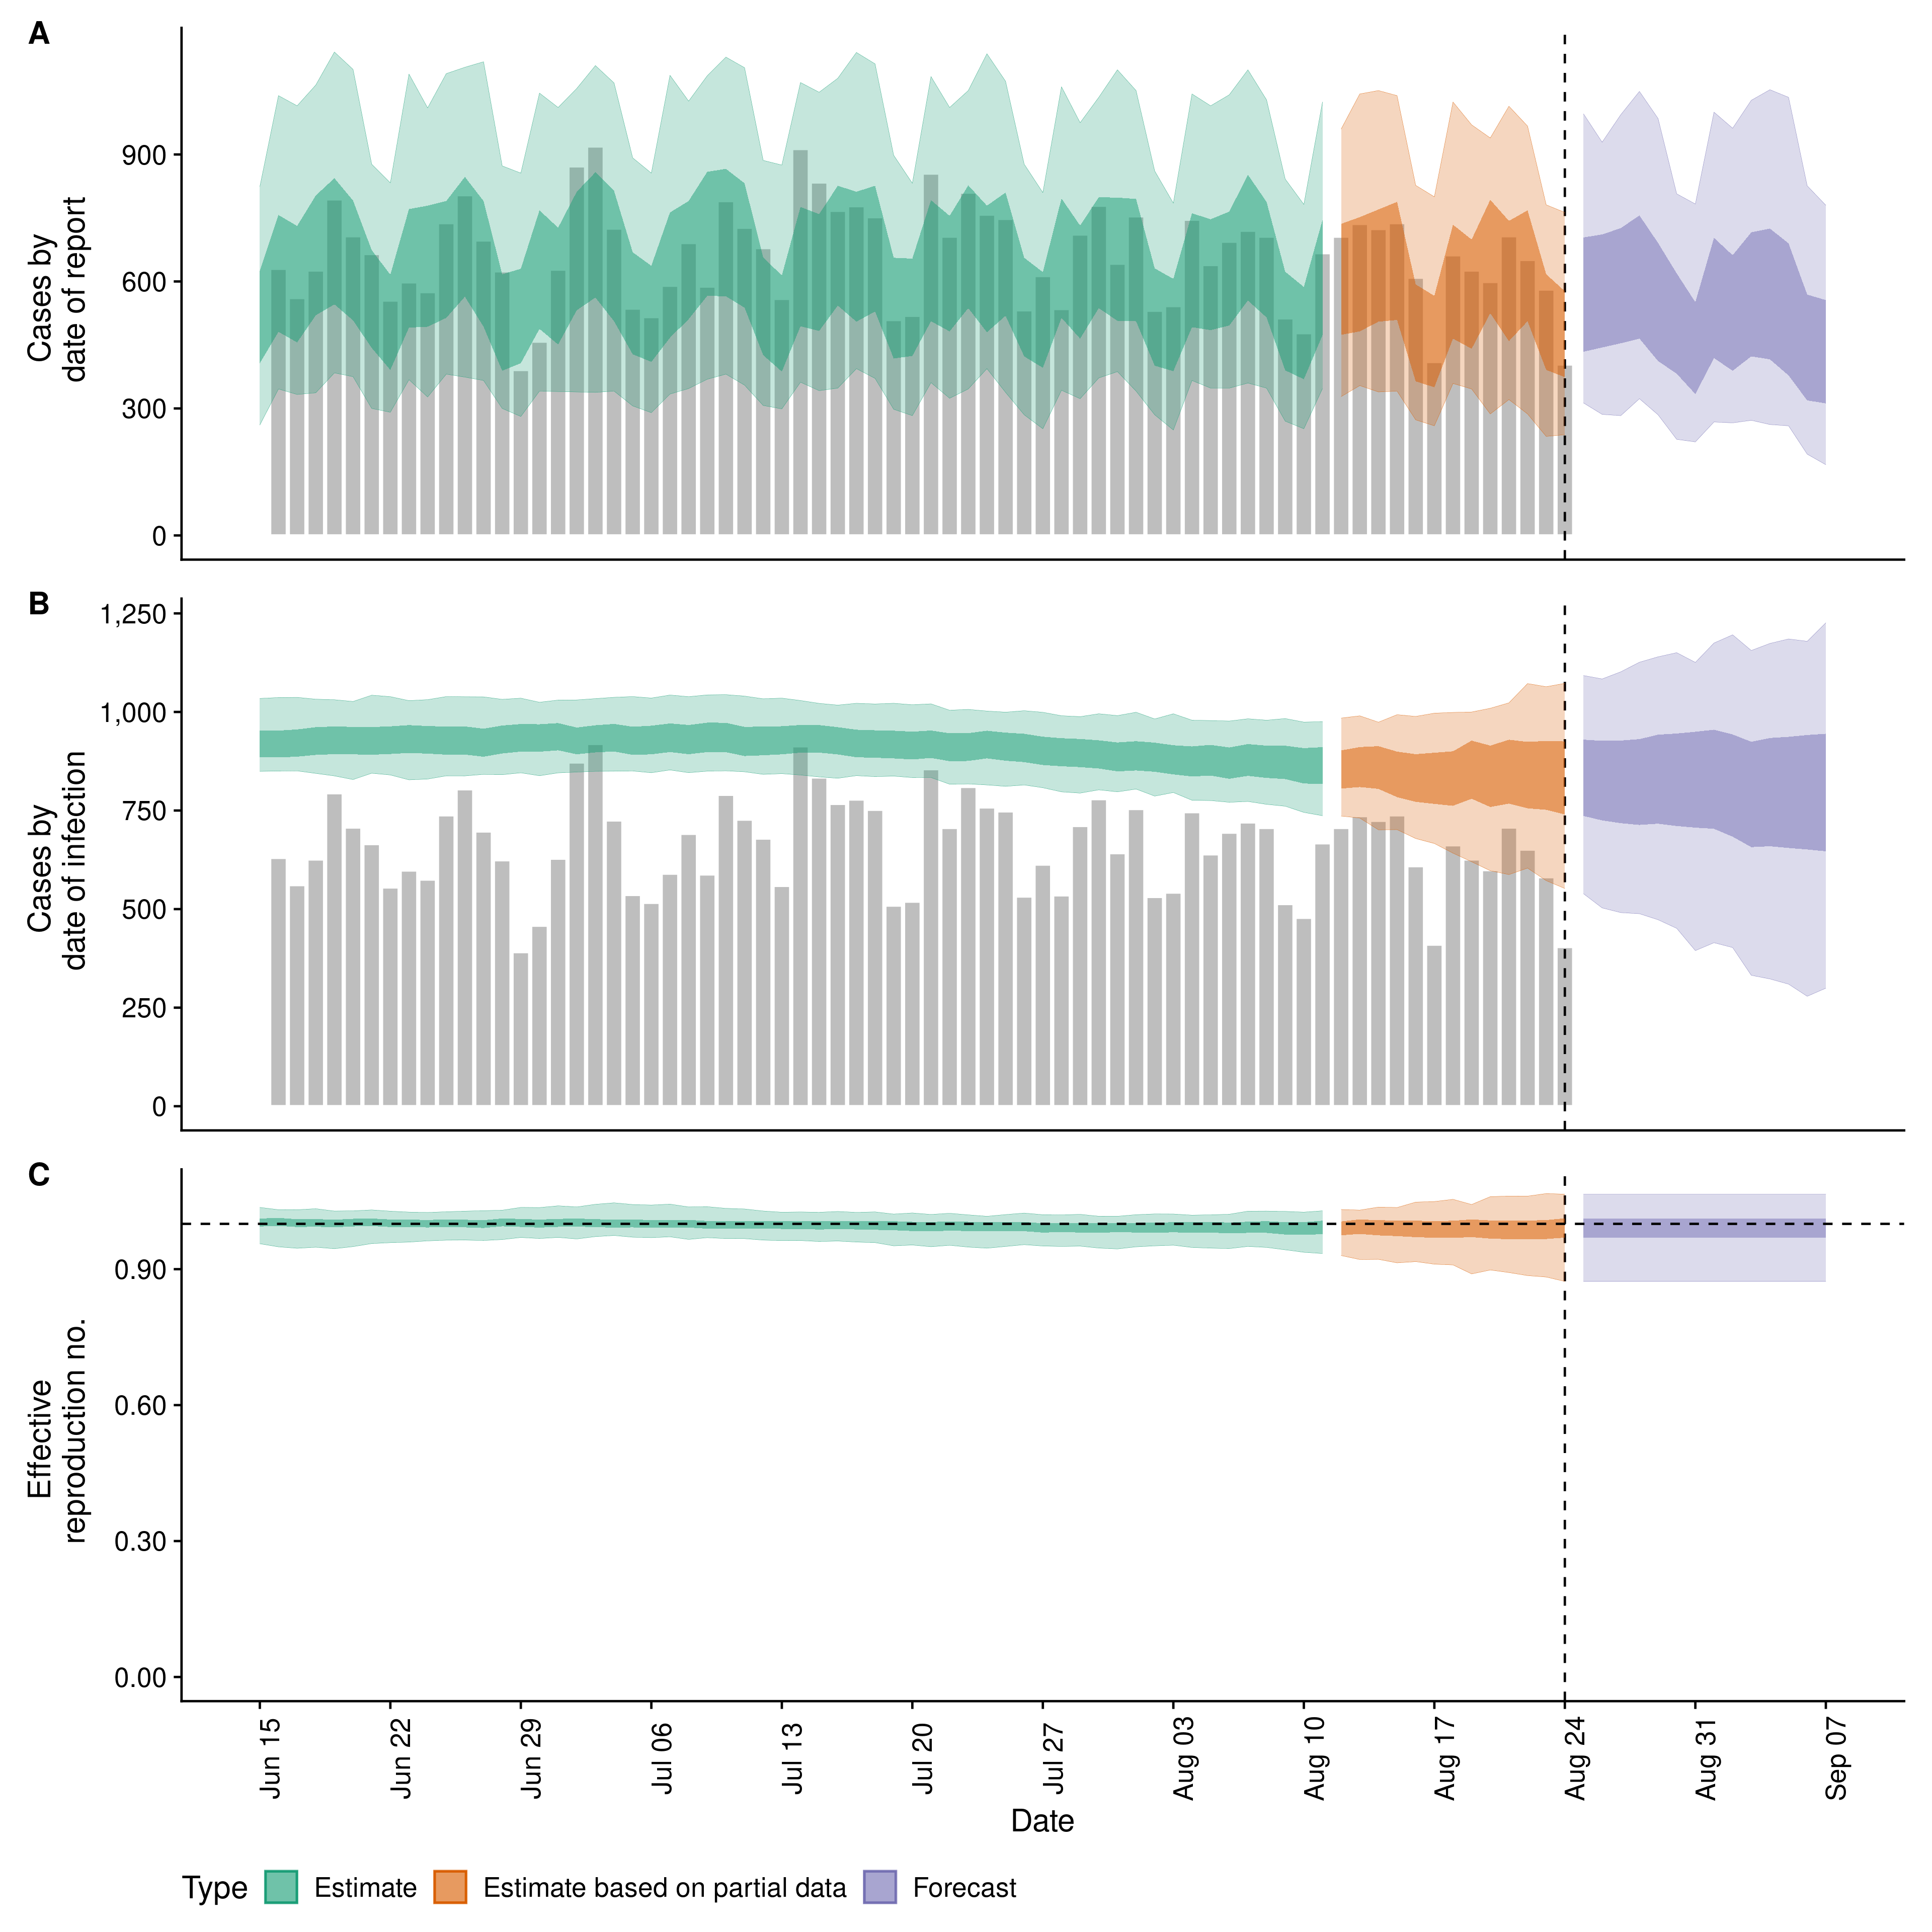 A
Cases by
date of report
900
600
300
0
B
Cases by
date of infection
1,250
1,000
750
500
250
0
C
Effective
reproduction no.
0.90
0.60
0.30
0.00
Jun 15
Jun 22
Jun 29
Jul 06
Jul 13
Jul 20
Jul 27
Aug 03
Aug 10
Aug 17
Aug 24
Aug 31
Sep 07
Date
Type Estimate Estimate based on partial data Forecast